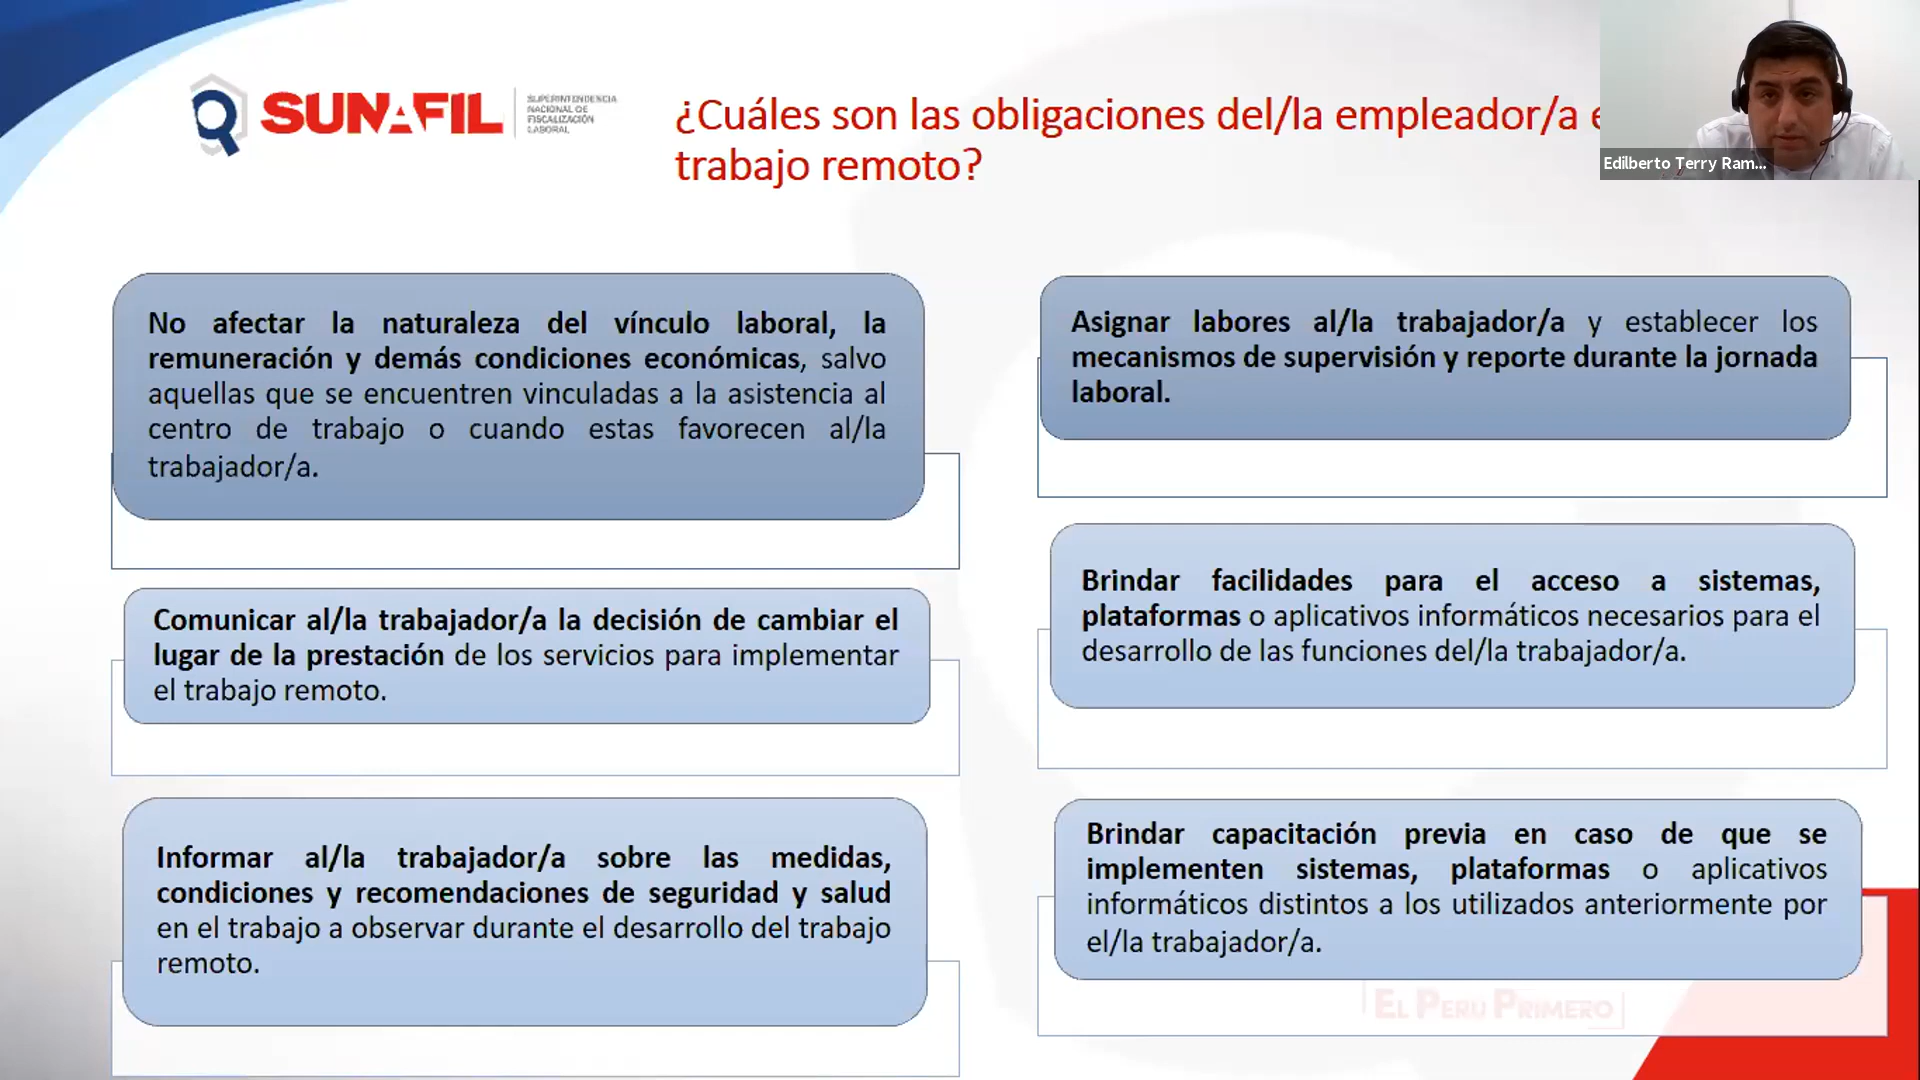 SUNAFIL
SUPERINTENDENCIA
NACIONAL DE
FISCALIZACIÓN
LABORAL
¿Cuáles son las obligaciones del/la empleador/a e
trabajo remoto?
Edilberto Terry Ram...
No afectar la naturaleza del vínculo laboral, la
remuneración y demás condiciones económicas, salvo
aquellas que se encuentren vinculadas a la asistencia al
centro de trabajo o cuando estas favorecen al/la
trabajador/a.
Comunicar al/la trabajador/a la decisión de cambiar el
lugar de la prestación de los servicios para implementar
el trabajo remoto.
Informar al/la trabajador/a sobre las medidas,
condiciones y recomendaciones de seguridad y salud
en el trabajo a observar durante el desarrollo del trabajo
remoto.
Asignar labores al/la trabajador/a y establecer los
mecanismos de supervisión y reporte durante la jornada
laboral.
Brindar facilidades para el acceso a sistemas,
plataformas o aplicativos informáticos necesarios para el
desarrollo de las funciones del/la trabajador/a.
Brindar capacitación previa en caso de que se
implementen sistemas, plataformas o aplicativos
informáticos distintos a los utilizados anteriormente por
el/la trabajador/a.
EL PERU PRIMERO